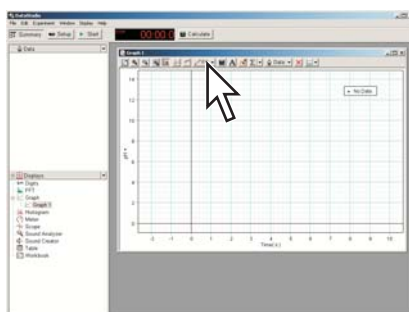 DataStudio
File Edit Experiment Window Display Help
Summary Setup Start 00:00.0 Calculate
Data
Graph 1
Σ Data
No Data
14
12
10
8
6
4
2
0
pH
-2 -1 0 1 2 3 4 5 6 7 8 9 10
Time( s )
Displays
Digits
FFT
Graph
Graph 1
Histogram
Meter
Scope
Sound Analyzer
Sound Creator
Table
Workbook